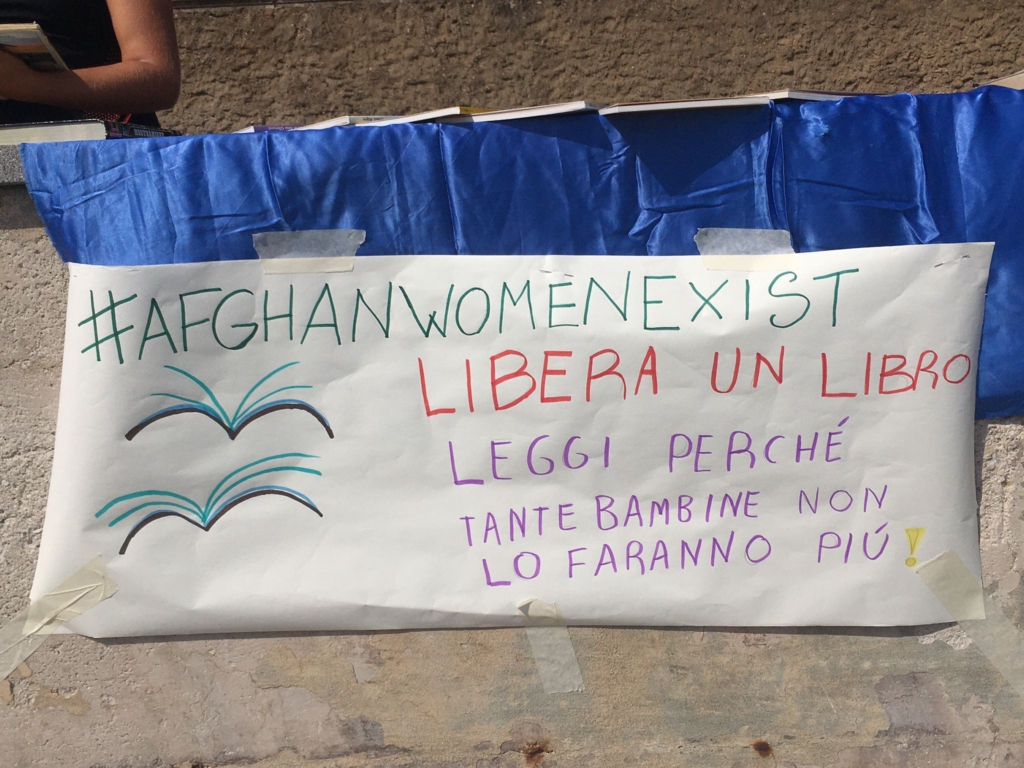 #AFGHANWOMENEXIST
LIBERA UN LIBRO
LEGGI PERCHÉ
TANTE BAMBINE NON
LO FARANNO PIÚ!